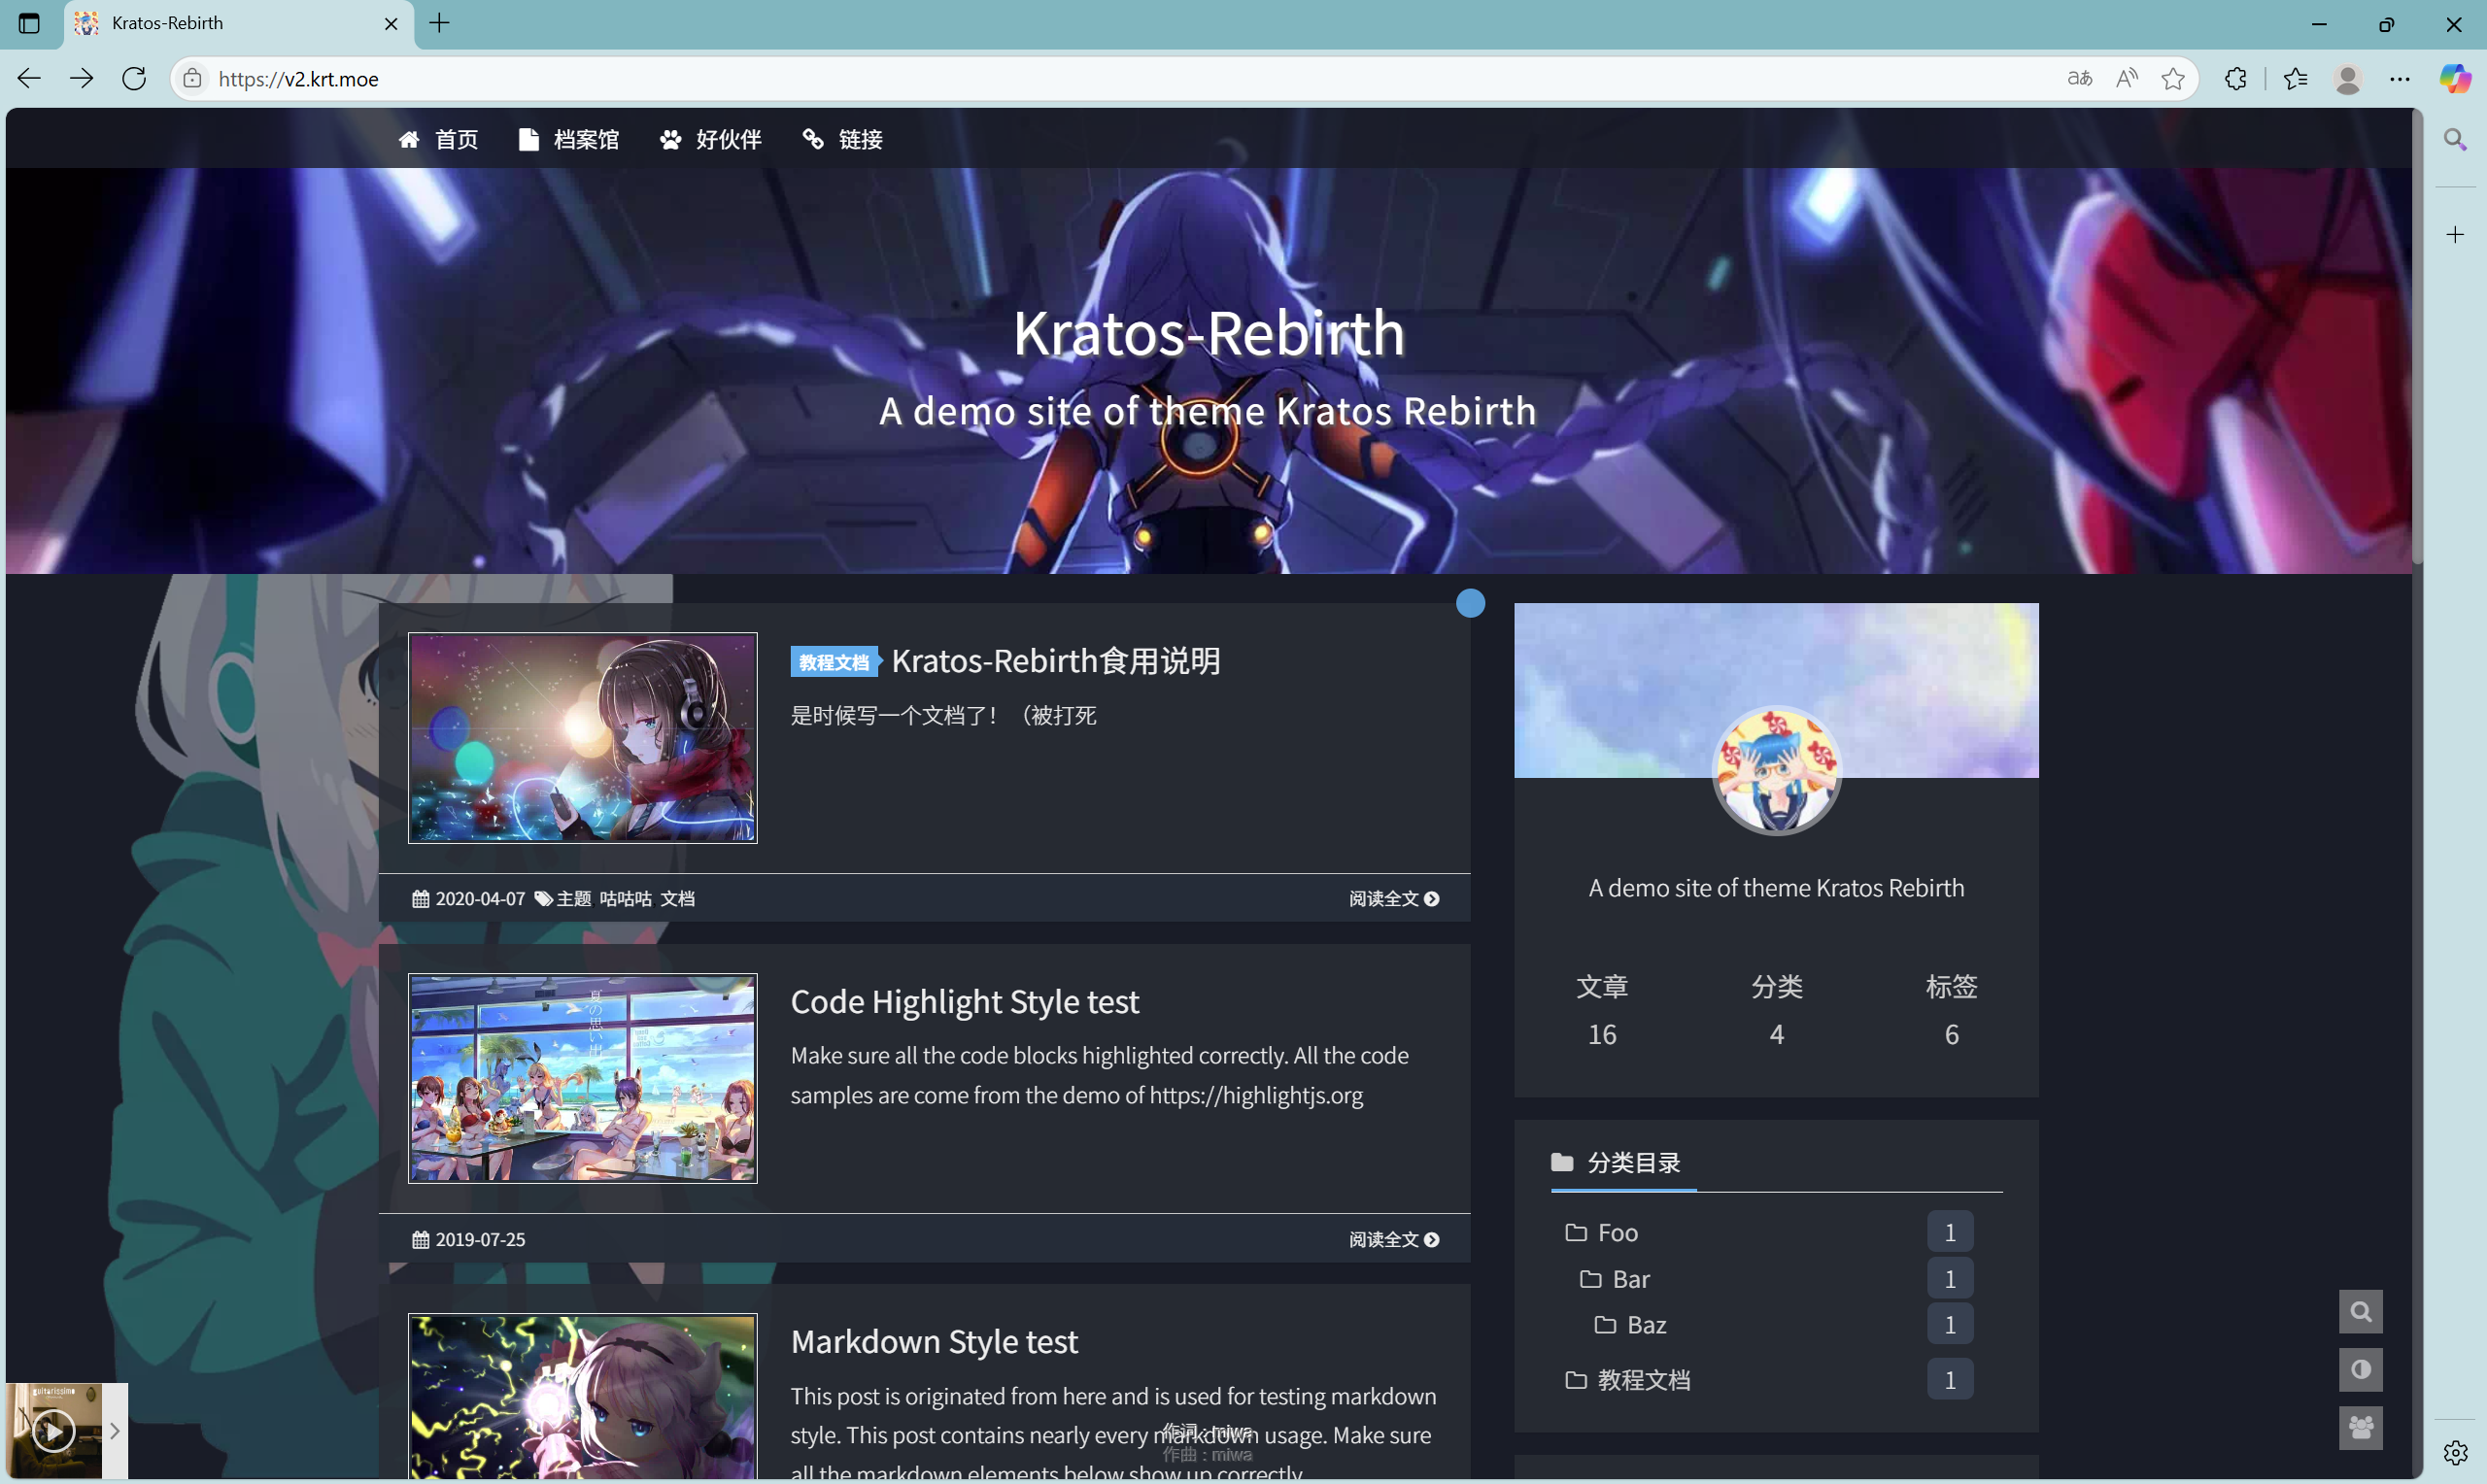 Kratos-Rebirth
https://v2.krt.moe
首页 档案馆 好伙伴 链接
Kratos-Rebirth
A demo site of theme Kratos Rebirth
教程文档 Kratos-Rebirth食用说明
是时候写一个文档了！（被打死
2020-04-07 主题 咕咕咕 文档 阅读全文
夏の思い出
Code Highlight Style test
Make sure all the code blocks highlighted correctly. All the code
samples are come from the demo of https://highlightjs.org
2019-07-25 阅读全文
Markdown Style test
This post is originated from here and is used for testing markdown
style. This post contains nearly every markdown usage. Make sure
all the markdown elements below show up correctly
作词 : miwa
作曲 : miwa
guitarissimo
A demo site of theme Kratos Rebirth
文章 分类 标签
16 4 6
分类目录
Foo 1
Bar 1
Baz 1
教程文档 1